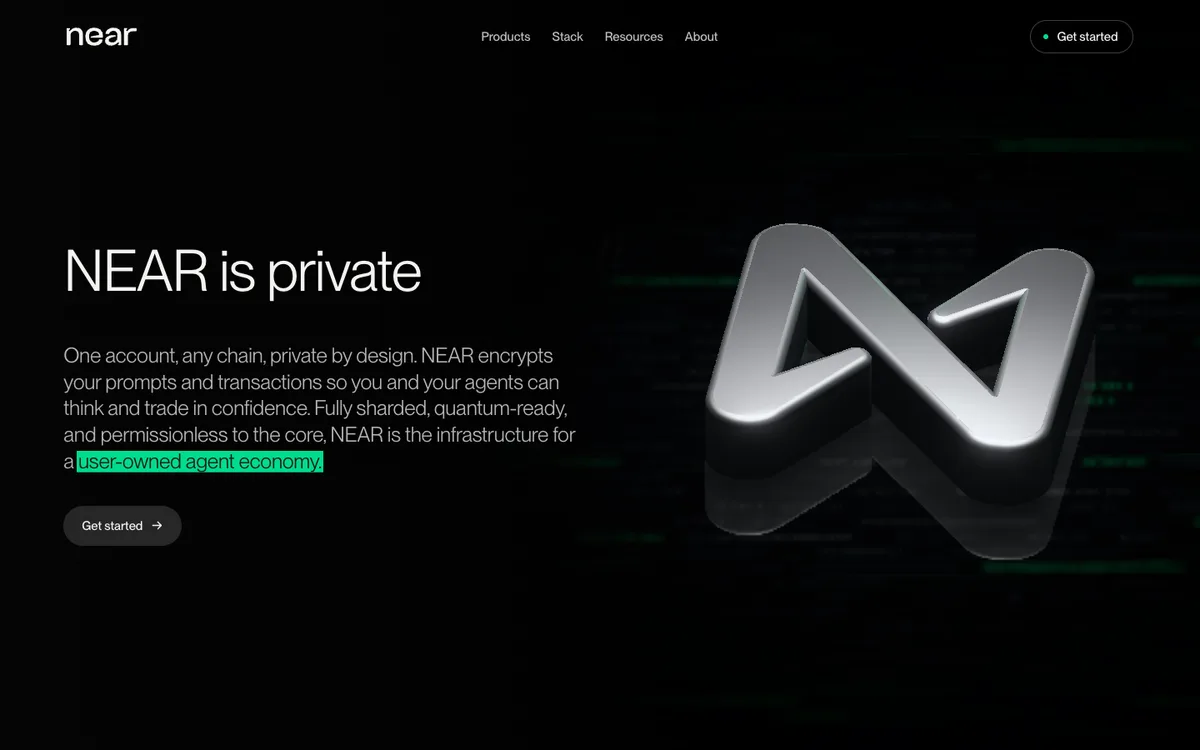 near
Products
Stack
Resources
About
Get started
NEAR is private
One account, any chain, private by design. NEAR encrypts
your prompts and transactions so you and your agents can
think and trade in confidence. Fully sharded, quantum-ready,
and permissionless to the core, NEAR is the infrastructure for
a user-owned agent economy.
Get started →